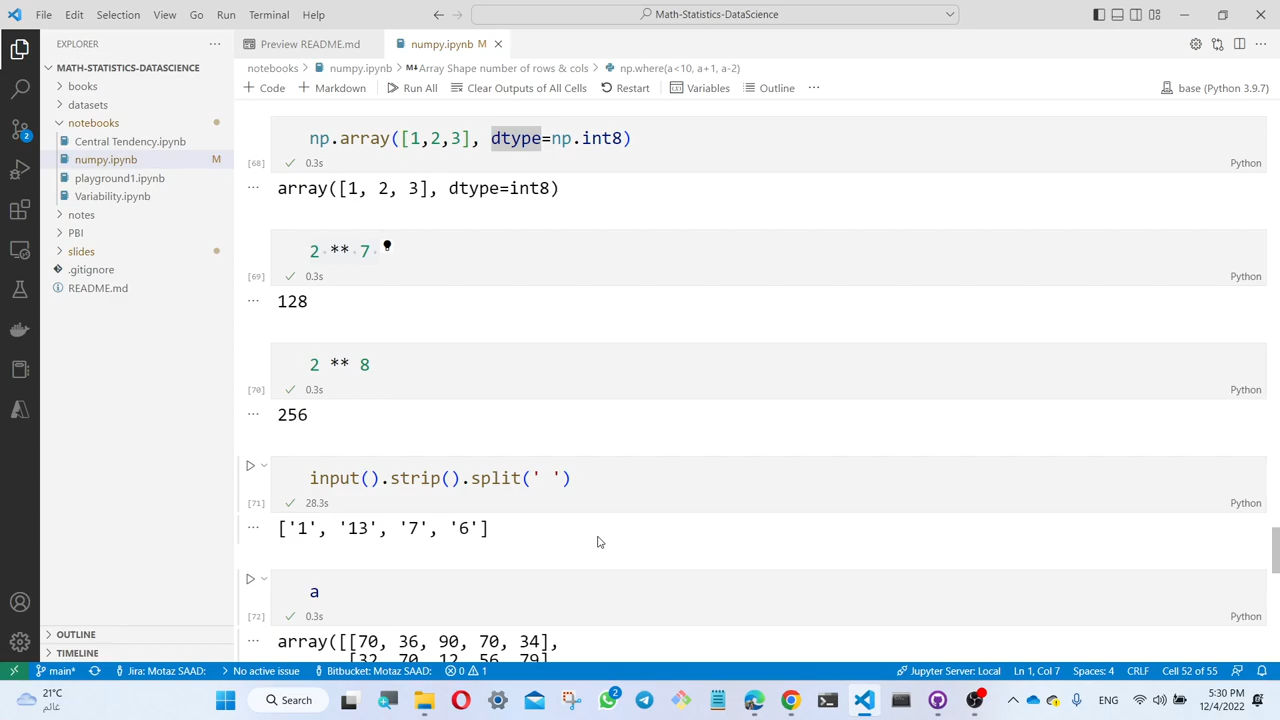 File Edit Selection View Go Run Terminal Help
Math-Statistics-DataScience
EXPLORER
Preview README.md
numpy.ipynb M
MATH-STATISTICS-DATASCIENCE
books
datasets
notebooks
Central Tendency.ipynb
numpy.ipynb M
playground1.ipynb
Variability.ipynb
notes
PBI
slides
.gitignore
README.md
OUTLINE
TIMELINE
notebooks > numpy.ipynb > M↓Array Shape number of rows & cols > np.where(a<10, a+1, a-2)
+ Code + Markdown Run All Clear Outputs of All Cells Restart Variables Outline ...
base (Python 3.9.7)
np.array([1,2,3], dtype=np.int8)
[68] 0.3s Python
array([1, 2, 3], dtype=int8)
2 ** 7
[69] 0.3s Python
128
2 ** 8
[70] 0.3s Python
256
input().strip().split(' ')
[71] 28.3s Python
['1', '13', '7', '6']
a
[72] 0.3s Python
array([[70, 36, 90, 70, 34],
[32, 70, 12, 56, 79]
2
main* Jira: Motaz SAAD: No active issue Bitbucket: Motaz SAAD: 0 1 Jupyter Server: Local Ln 1, Col 7 Spaces: 4 CRLF Cell 52 of 55
21°C
غائم
Search
2
ENG
5:30 PM
12/4/2022